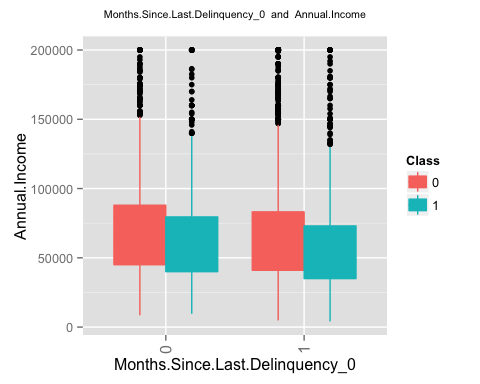 Months.Since.Last.Delinquency_0 and Annual.Income
200000
150000
100000
50000
0
Annual.Income
0
1
Months.Since.Last.Delinquency_0
Class
0
1